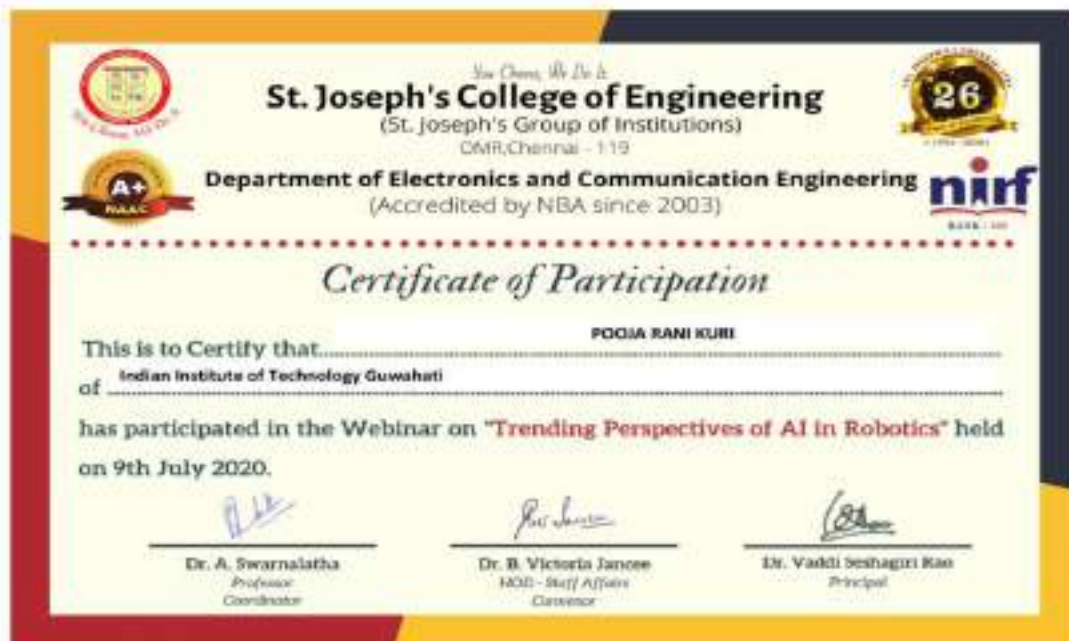 You Choose, We Do It
St. Joseph's College of Engineering
(St. Joseph's Group of Institutions)
OMR, Chennai - 119
26
A+
NAAC
Department of Electronics and Communication Engineering
(Accredited by NBA since 2003)
nirf
RANK :
Certificate of Participation
POOJA RANI KURI
This is to Certify that
Indian Institute of Technology Guwahati
of
has participated in the Webinar on "Trending Perspectives of AI in Robotics" held
on 9th July 2020.
Dr. A. Swarnalatha
Professor
Coordinator
Dr. B. Victoria Jancee
HOD - Staff Affairs
Convenor
Dr. Vaddi Seshagiri Rao
Principal